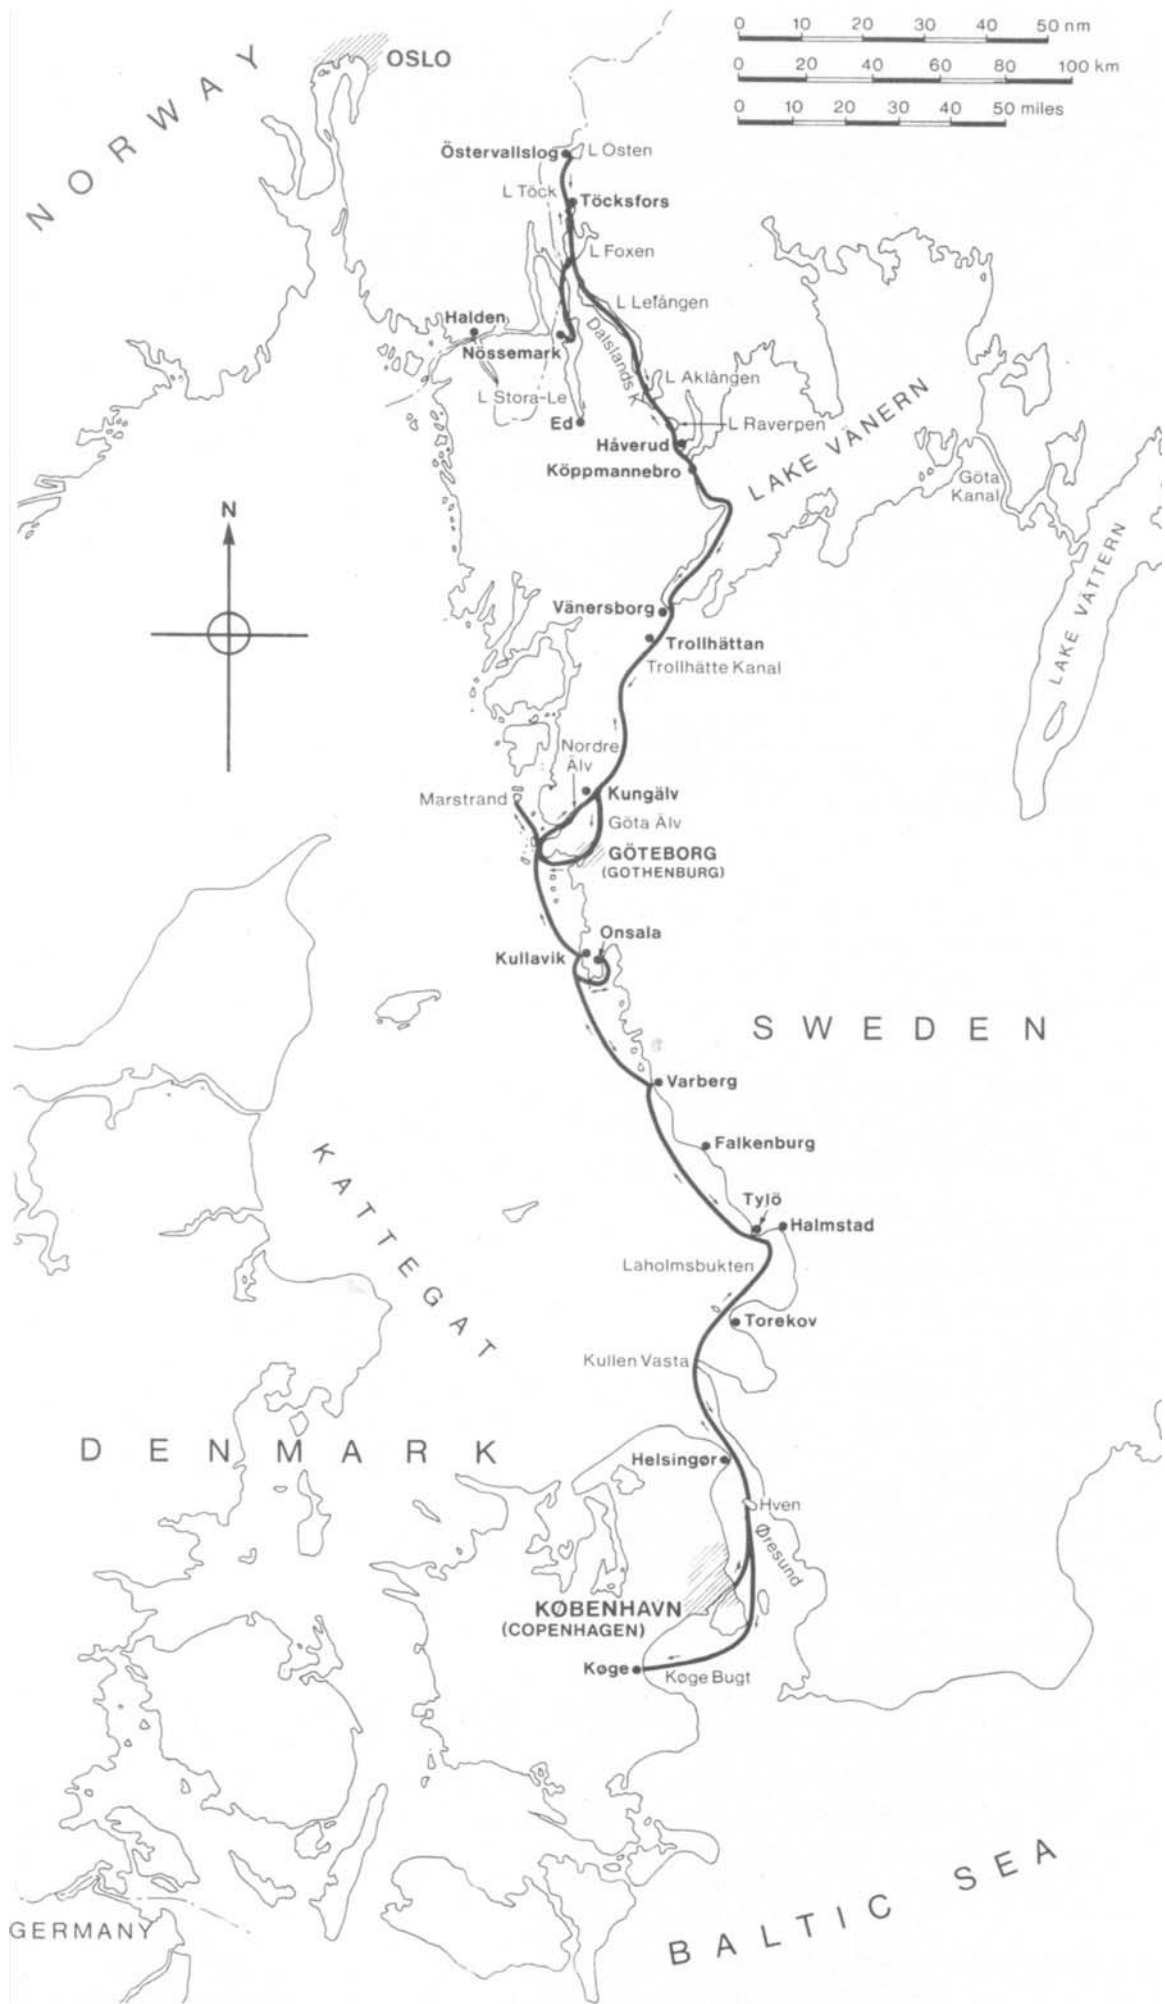 0 10 20 30 40 50 nm
0 20 40 60 80 100 km
0 10 20 30 40 50 miles
OSLO
NORWAY
Östervallslog
L Östen
L Töck
Töcksfors
L Foxen
L Lelången
Halden
Nössemark
Dalslands K
L Stora-Le
L Aklången
Ed
L Raverpen
Håverud
Köppmannebro
LAKE VÄNERN
Göta
Kanal
N
LAKE VÄTTERN
Vänersborg
Trollhättan
Trollhätte Kanal
Nordre
Älv
Marstrand
Kungälv
Göta Älv
GÖTEBORG
(GOTHENBURG)
Onsala
Kullavik
SWEDEN
Varberg
Falkenburg
KATTEGAT
Tylö
Halmstad
Laholmsbukten
Torekov
Kullen Vasta
DENMARK
Helsingør
Hven
Øresund
KØBENHAVN
(COPENHAGEN)
Køge
Køge Bugt
BALTIC SEA
GERMANY